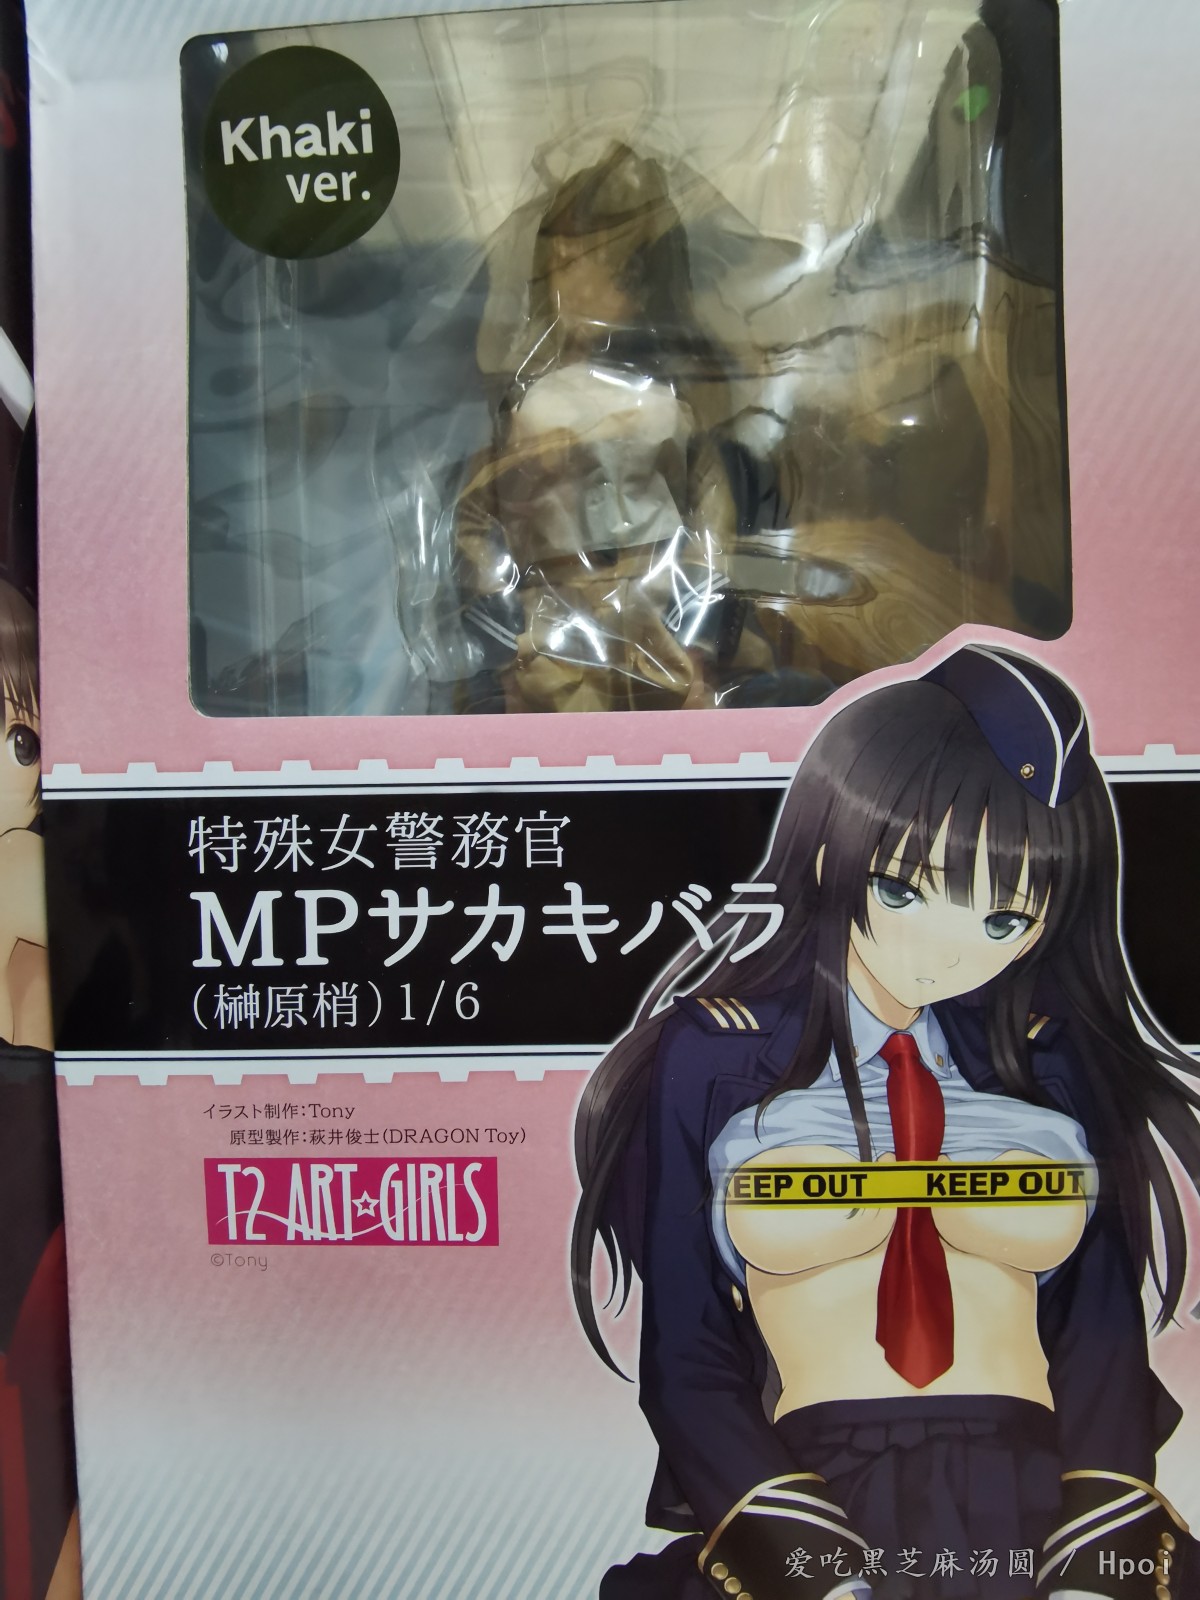 Khaki
ver.
特殊女警務官
MPサカキバラ
(榊原梢)1/6
イラスト制作:Tony
原型製作:萩井俊士(DRAGON Toy)
T2 ART☆GIRLS
©Tony
EEP OUT KEEP OUT
爱吃黑芝麻汤圆 / Hpoi